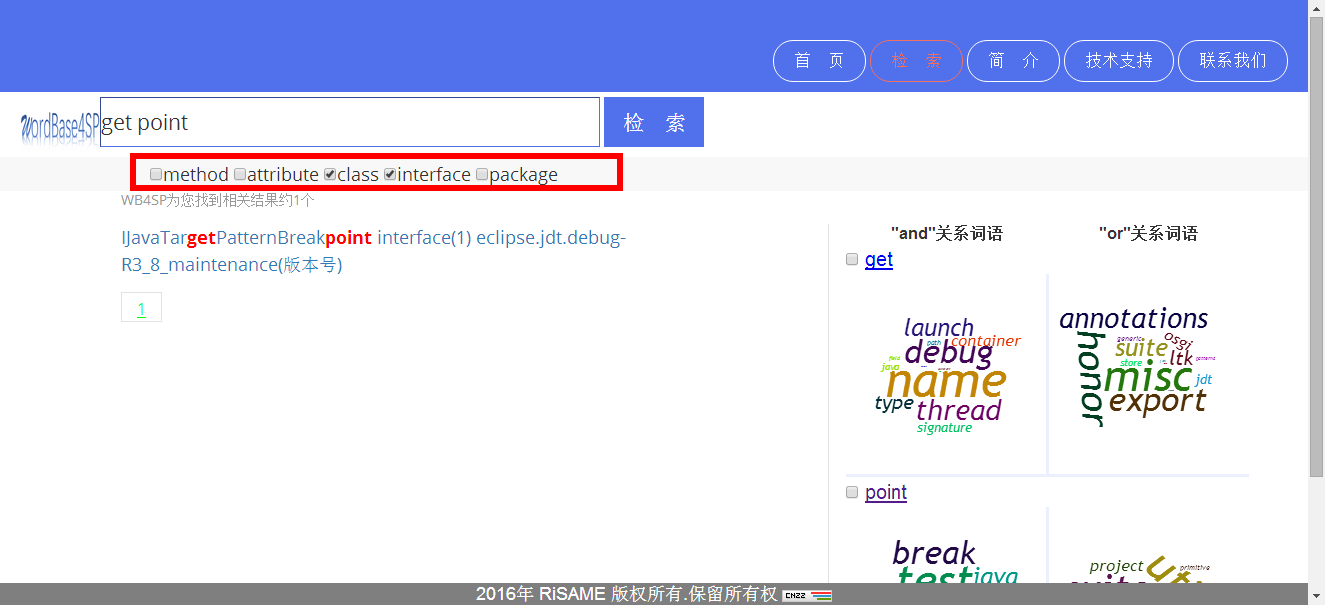 首 页 检 索 简 介 技术支持 联系我们
WordBase4SP get point 检 索
method attribute class interface package
WB4SP为您找到相关结果约1个
IJavaTargetPatternBreakpoint interface(1) eclipse.jdt.debug-
R3_8_maintenance(版本号)
1
"and"关系词语 "or"关系词语
get
launch
path container
debug
field
java
name
type thread
signature
annotations
generic osgi
honor suite ltk
store patterns
misc jdt
export
point
break
test java
project primitive
2016年 RiSAME 版权所有.保留所有权 CNZZ